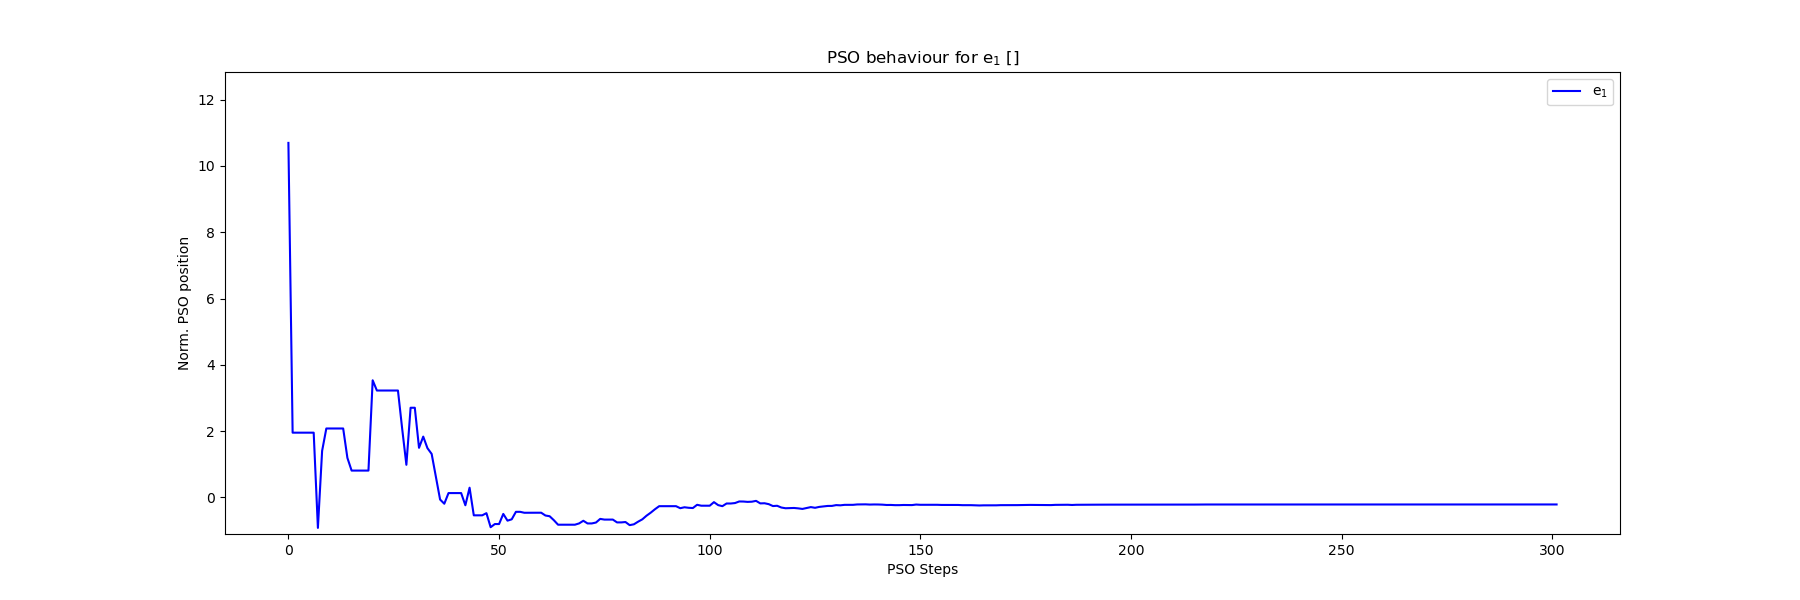 PSO behaviour for e₁ []
e₁
12
10
8
6
4
2
0
Norm. PSO position
0 50 100 150 200 250 300
PSO Steps